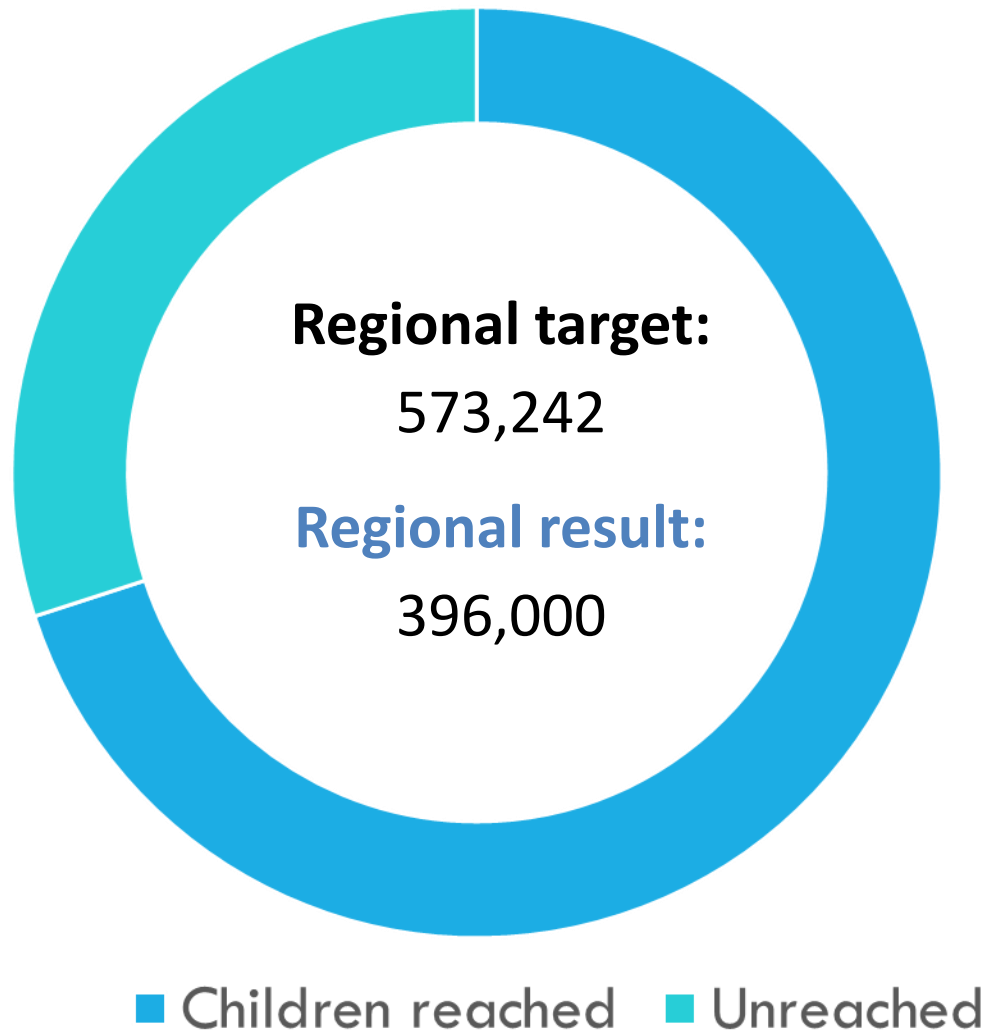 Regional target:
573,242
Regional result:
396,000
Children reached Unreached